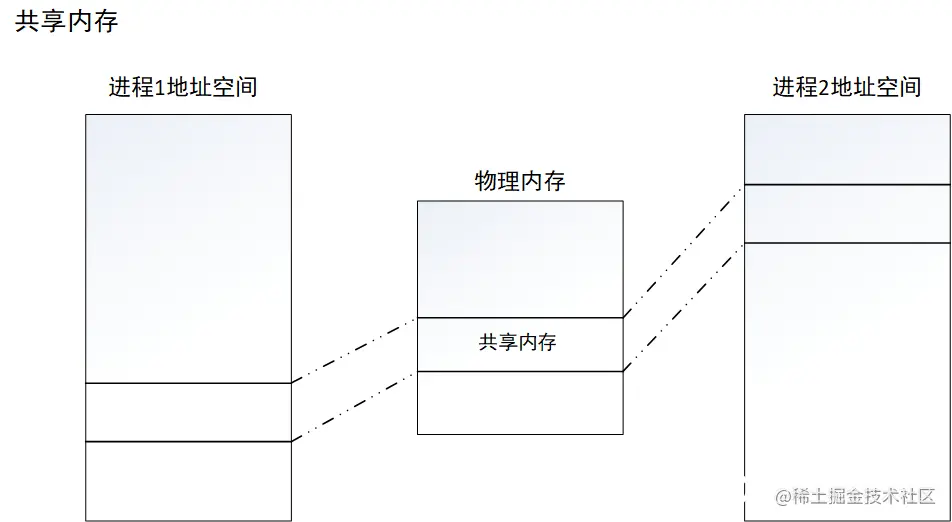 共享内存
进程1地址空间
进程2地址空间
物理内存
共享内存
@稀土掘金技术社区